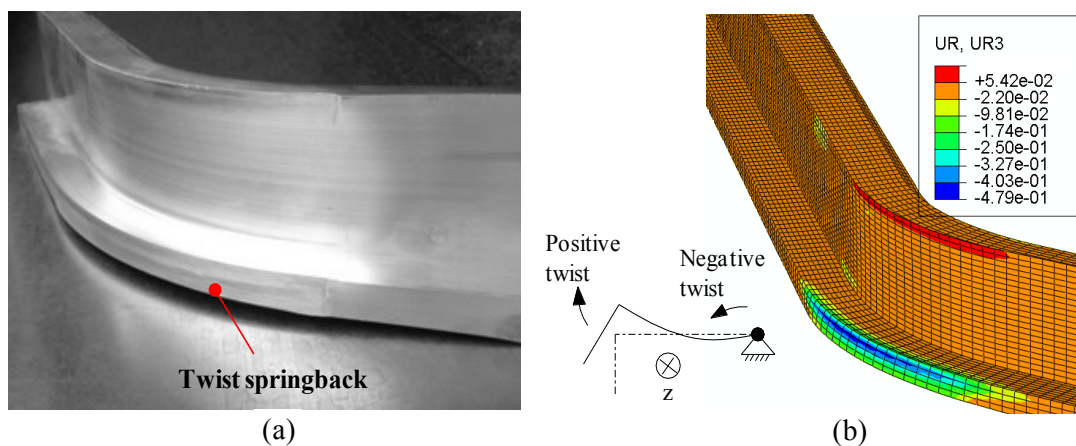 Twist springback
(a)
UR, UR3
+5.42e-02
-2.20e-02
-9.81e-02
-1.74e-01
-2.50e-01
-3.27e-01
-4.03e-01
-4.79e-01
Positive
twist
Negative
twist
z
(b)